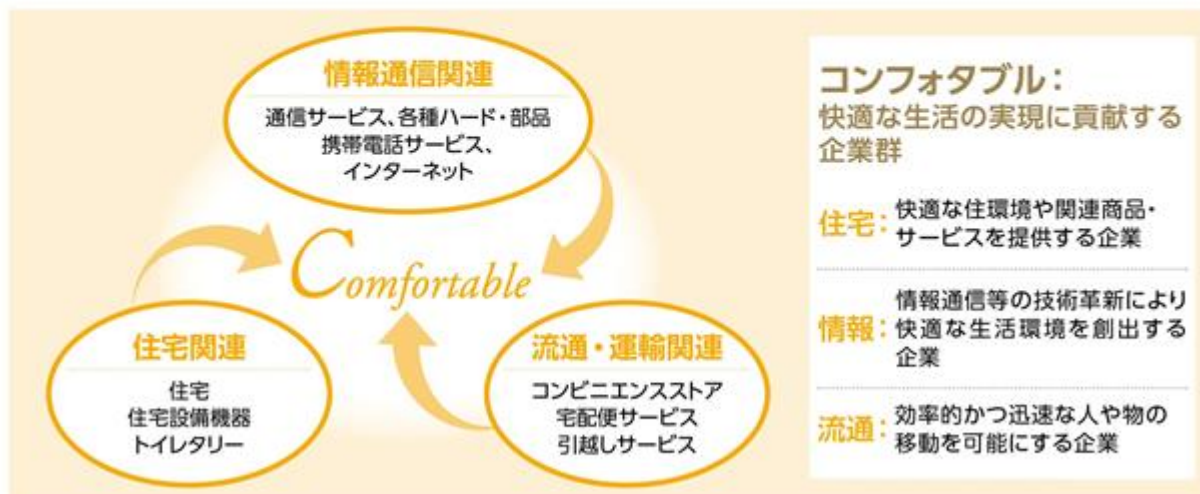 情報通信関連
通信サービス、各種ハード・部品
携帯電話サービス、
インターネット
Comfortable
住宅関連
住宅
住宅設備機器
トイレタリー
流通・運輸関連
コンビニエンスストア
宅配便サービス
引越しサービス
コンフォタブル：
快適な生活の実現に貢献する
企業群
住宅：快適な住環境や関連商品・
サービスを提供する企業
情報通信等の技術革新により
情報：快適な生活環境を創出する
企業
流通：効率的かつ迅速な人や物の
移動を可能にする企業